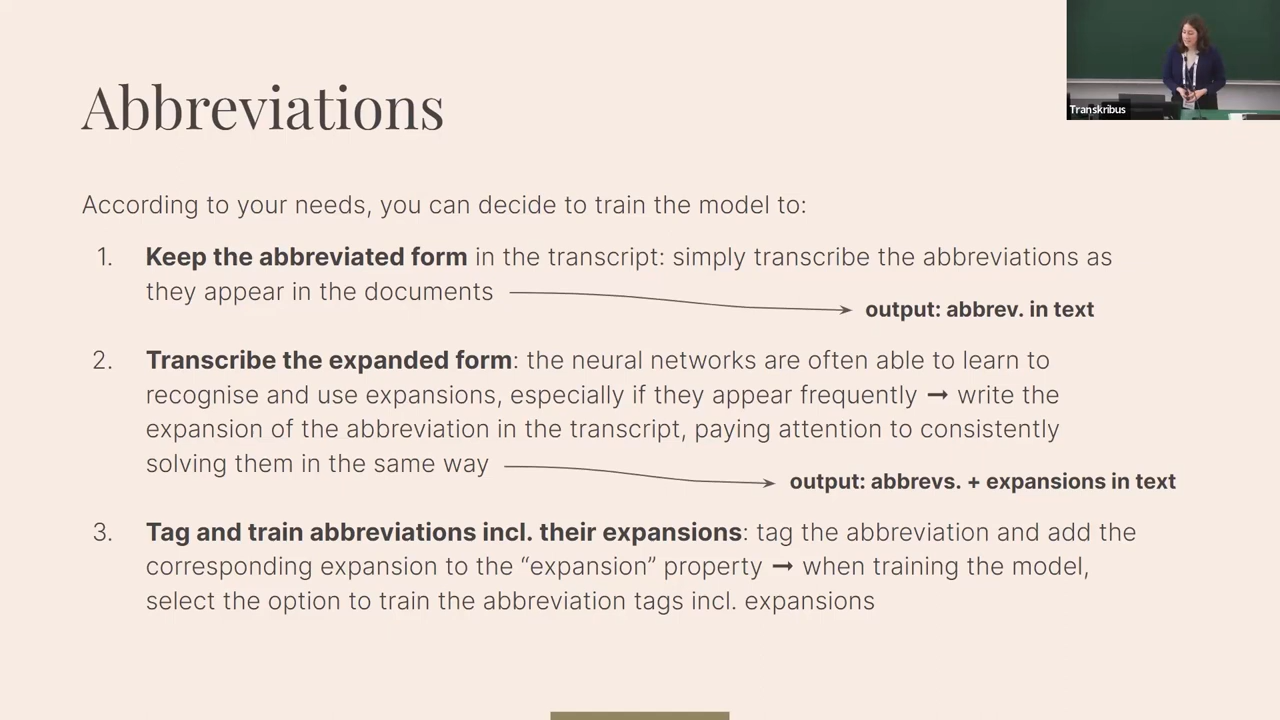 Transkribus
Abbreviations
According to your needs, you can decide to train the model to:
1. Keep the abbreviated form in the transcript: simply transcribe the abbreviations as
they appear in the documents
output: abbrev. in text
2. Transcribe the expanded form: the neural networks are often able to learn to
recognise and use expansions, especially if they appear frequently ➞ write the
expansion of the abbreviation in the transcript, paying attention to consistently
solving them in the same way
output: abbrevs. + expansions in text
3. Tag and train abbreviations incl. their expansions: tag the abbreviation and add the
corresponding expansion to the “expansion” property ➞ when training the model,
select the option to train the abbreviation tags incl. expansions